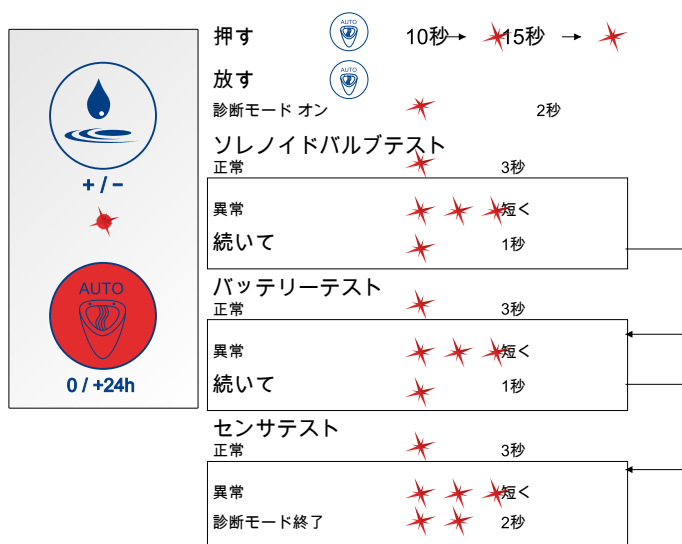 押す AUTO 10秒 15秒
放す AUTO
診断モード オン 2秒
ソレノイドバルブテスト
正常 3秒
+ / −
異常 短く
続いて 1秒
バッテリーテスト
AUTO
正常 3秒
異常 短く
続いて 1秒
0 / +24h
センサテスト
正常 3秒
異常 短く
診断モード終了 2秒